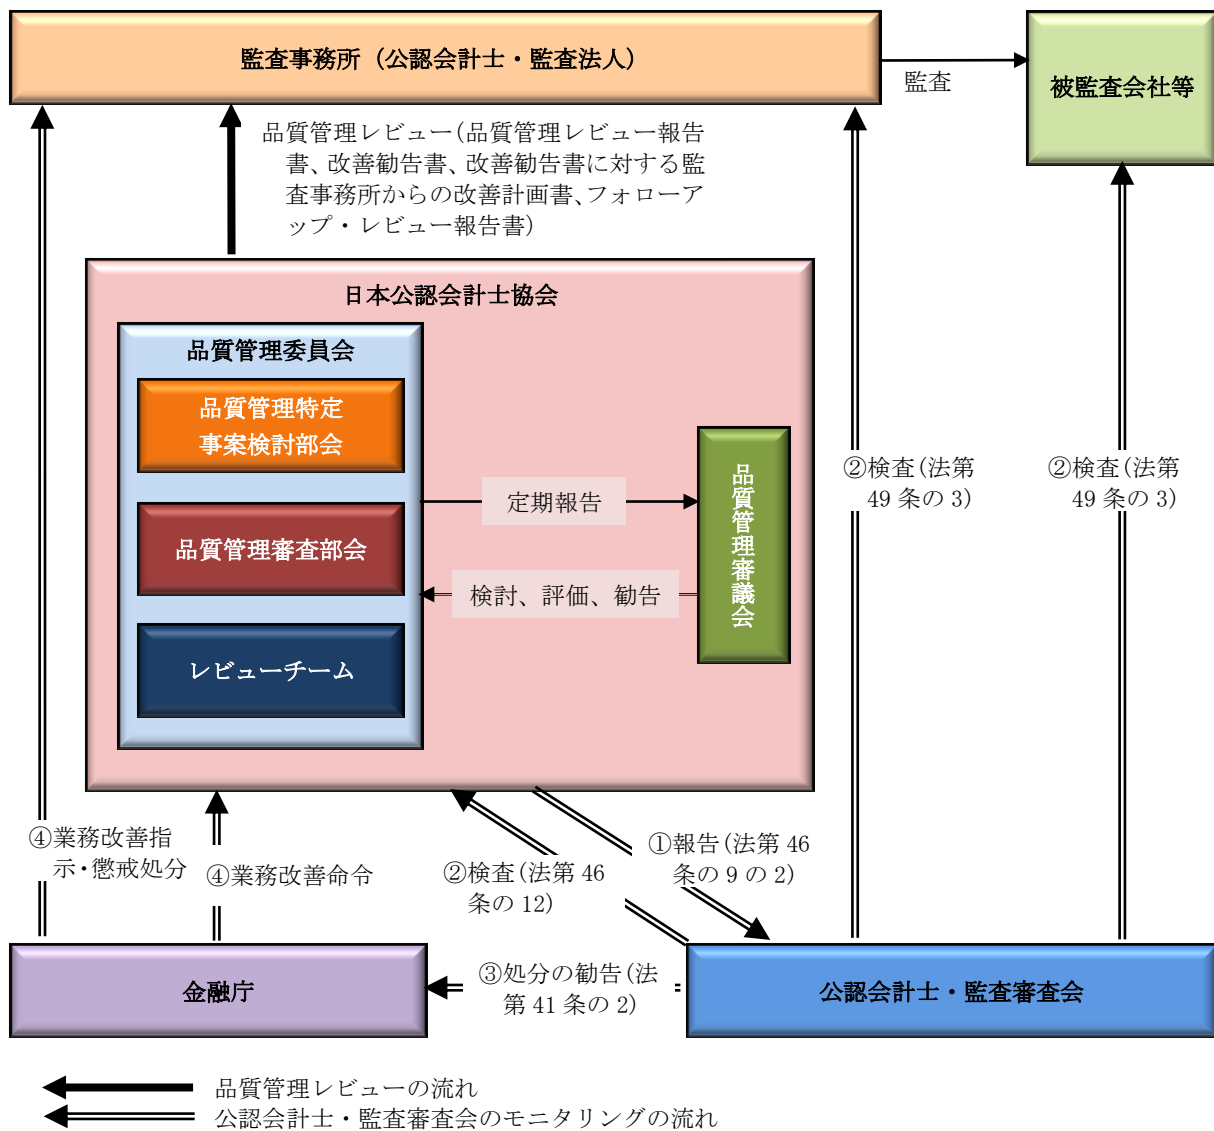 監査事務所（公認会計士・監査法人）
監査
被監査会社等
品質管理レビュー（品質管理レビュー報告
書、改善勧告書、改善勧告書に対する監
査事務所からの改善計画書、フォローア
ップ・レビュー報告書）
日本公認会計士協会
品質管理委員会
品質管理特定
事案検討部会
品質管理審査部会
レビューチーム
定期報告
検討、評価、勧告
品質管理審議会
②検査（法第
49 条の 3）
②検査（法第
49 条の 3）
④業務改善指
示・懲戒処分
④業務改善命令
②検査（法第 46
条の 12）
①報告（法第 46
条の 9 の 2）
金融庁
③処分の勧告（法
第 41 条の 2）
公認会計士・監査審査会
品質管理レビューの流れ
公認会計士・監査審査会のモニタリングの流れ